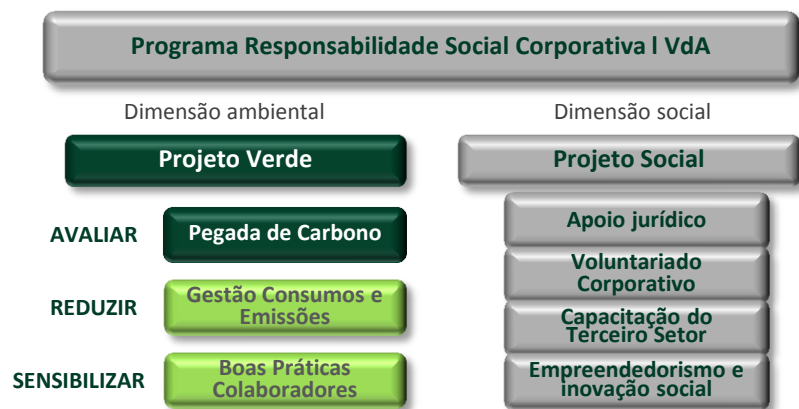 Programa Responsabilidade Social Corporativa l VdA
Dimensão ambiental
Dimensão social
Projeto Verde
Projeto Social
AVALIAR
Pegada de Carbono
REDUZIR
Gestão Consumos e
Emissões
SENSIBILIZAR
Boas Práticas
Colaboradores
Apoio jurídico
Voluntariado
Corporativo
Capacitação do
Terceiro Setor
Empreendedorismo e
inovação social